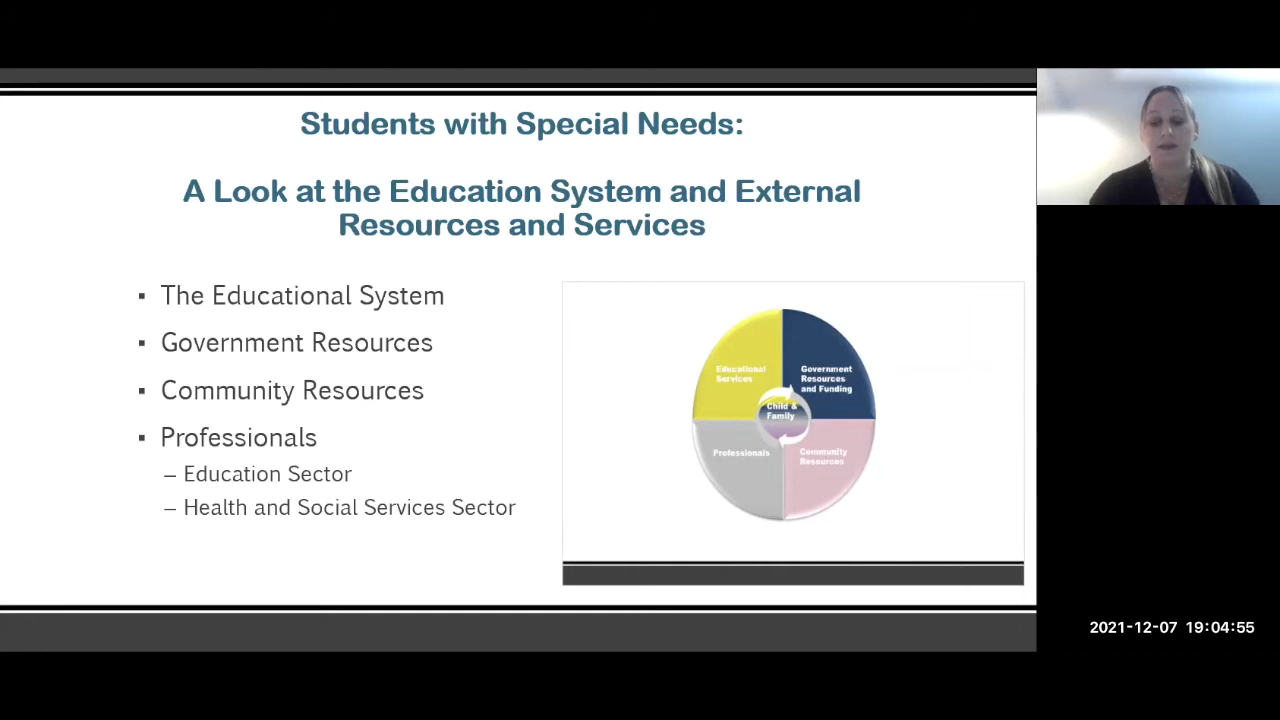 Students with Special Needs:
A Look at the Education System and External
Resources and Services
▪ The Educational System
▪ Government Resources
▪ Community Resources
▪ Professionals
– Education Sector
– Health and Social Services Sector
Educational
Services
Government
Resources
and Funding
Child &
Family
Professionals
Community
Resources
2021-12-07 19:04:55